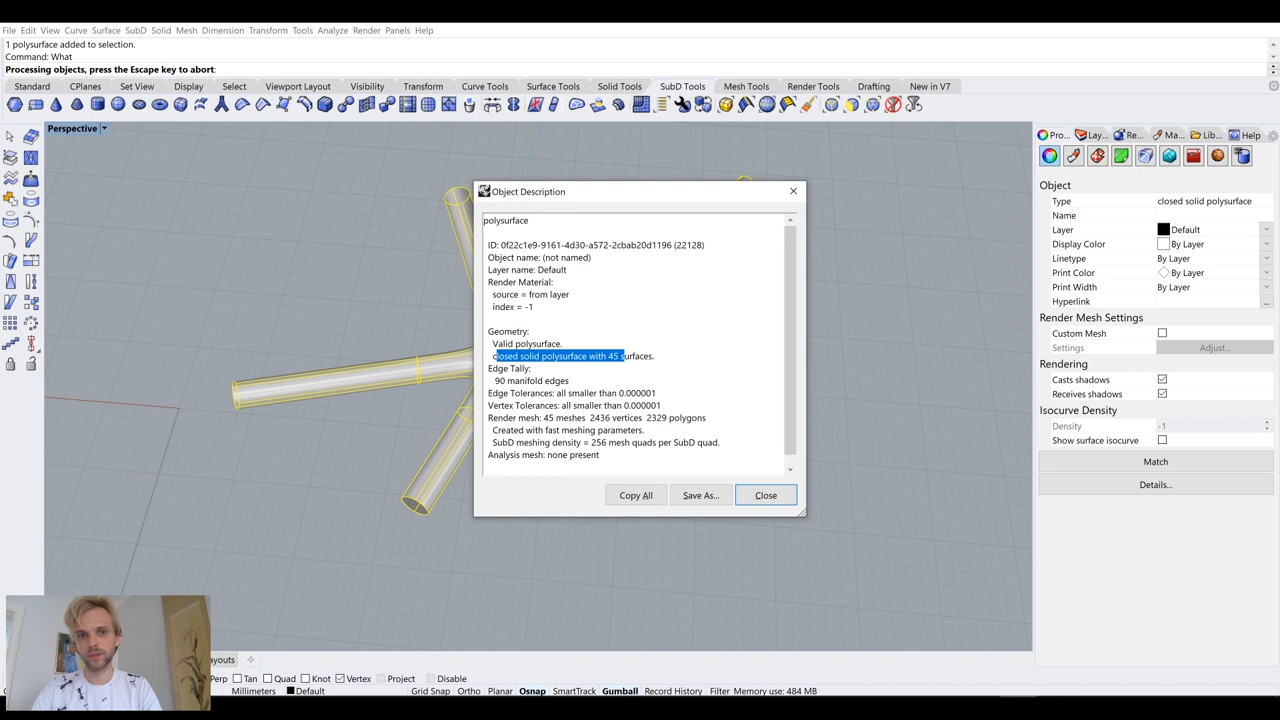 File Edit View Curve Surface SubD Solid Mesh Dimension Transform Tools Analyze Render Panels Help
1 polysurface added to selection.
Command: What
Processing objects, press the Escape key to abort:
Standard CPlanes Set View Display Select Viewport Layout Visibility Transform Curve Tools Surface Tools Solid Tools SubD Tools Mesh Tools Render Tools Drafting New in V7
Perspective
Pro... Lay... Re... Ma... Lib... Help
Object Description
polysurface
ID: 0f22c1e9-9161-4d30-a572-2cbab20d1196 (22128)
Object name: (not named)
Layer name: Default
Render Material:
source = from layer
index = -1
Geometry:
Valid polysurface.
closed solid polysurface with 45 surfaces.
Edge Tally:
90 manifold edges
Edge Tolerances: all smaller than 0.000001
Vertex Tolerances: all smaller than 0.000001
Render mesh: 45 meshes 2436 vertices 2329 polygons
Created with fast meshing parameters.
SubD meshing density = 256 mesh quads per SubD quad.
Analysis mesh: none present
Copy All Save As... Close
Object
Type closed solid polysurface
Name
Layer Default
Display Color By Layer
Linetype By Layer
Print Color By Layer
Print Width By Layer
Hyperlink ...
Render Mesh Settings
Custom Mesh
Settings Adjust...
Rendering
Casts shadows
Receives shadows
Isocurve Density
Density -1
Show surface isocurve
Match
Details...
ayouts
Perp Tan Quad Knot Vertex Project Disable
Millimeters Default Grid Snap Ortho Planar Osnap SmartTrack Gumball Record History Filter Memory use: 484 MB